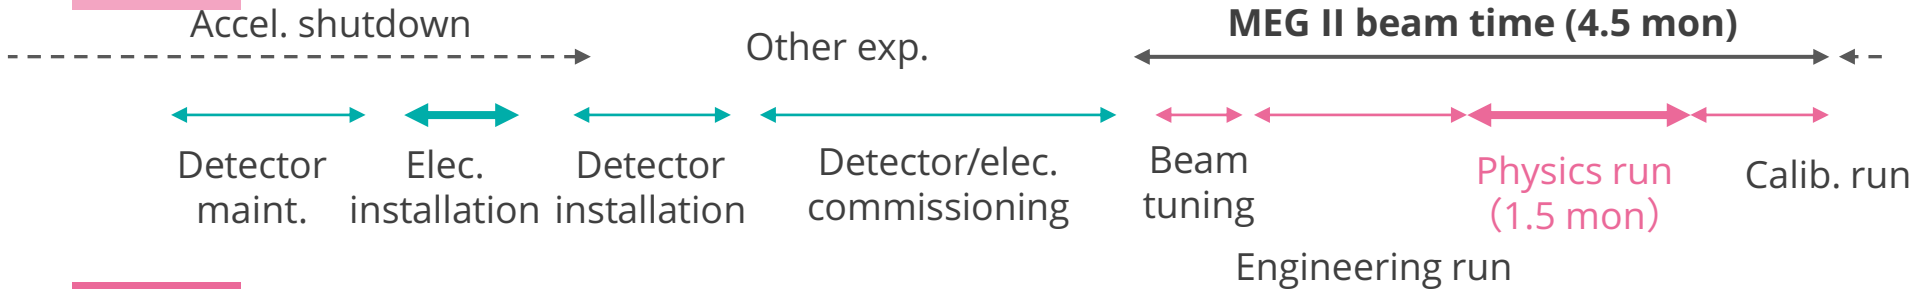 Accel. shutdown
Other exp.
MEG II beam time (4.5 mon)
Detector
maint.
Elec.
installation
Detector
installation
Detector/elec.
commissioning
Beam
tuning
Engineering run
Physics run
（1.5 mon）
Calib. run